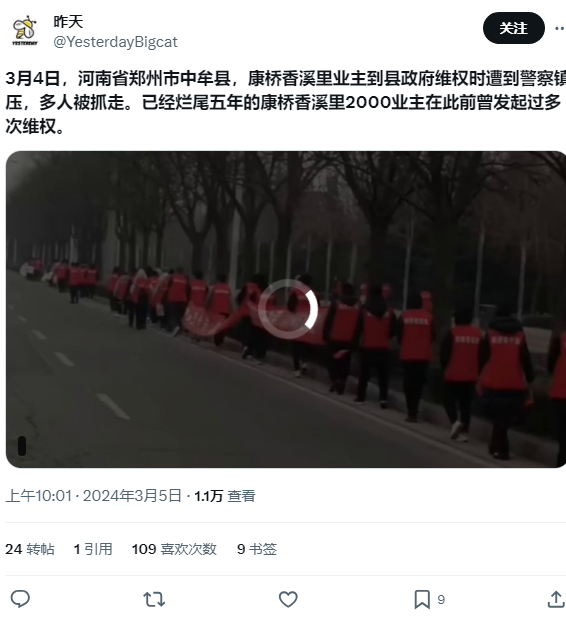 昨天
@YesterdayBigcat
关注
YESTERDAY
3月4日，河南省郑州市中牟县，康桥香溪里业主到县政府维权时遭到警察镇
压，多人被抓走。已经烂尾五年的康桥香溪里2000业主在此前曾发起过多
次维权。
上午10:01 · 2024年3月5日 · 1.1万 查看
24 转帖 1 引用 109 喜欢次数 9 书签
9